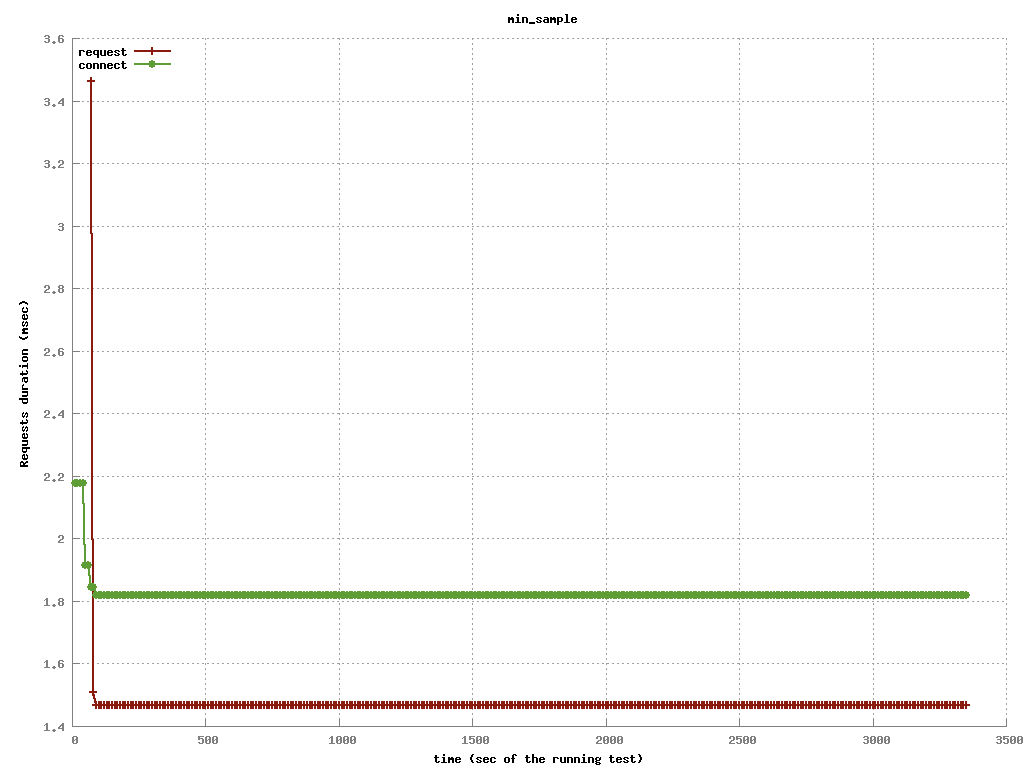 min_sample
request
connect
3.6
3.4
3.2
3
2.8
2.6
2.4
2.2
2
1.8
1.6
1.4
Requests duration (msec)
0 500 1000 1500 2000 2500 3000 3500
time (sec of the running test)